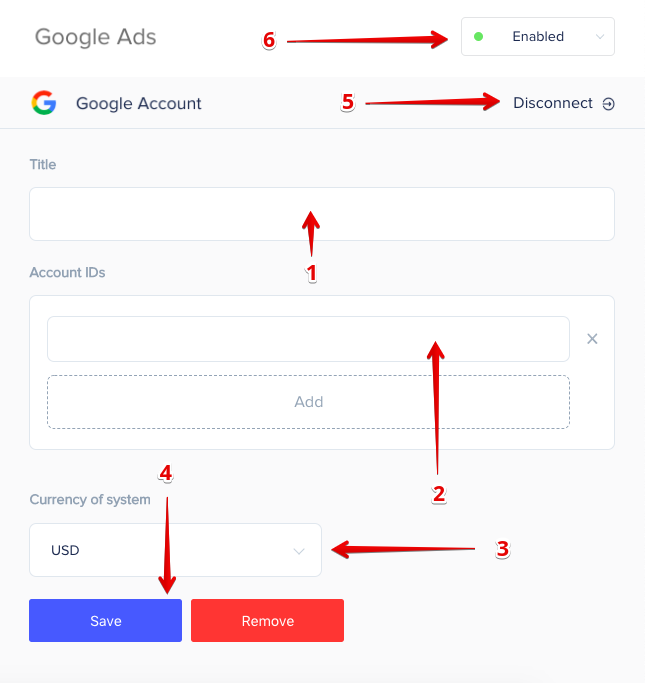 Google Ads
6
Enabled
Google Account
5
Disconnect
Title
1
Account IDs
Add
4
2
Currency of system
USD
3
Save
Remove